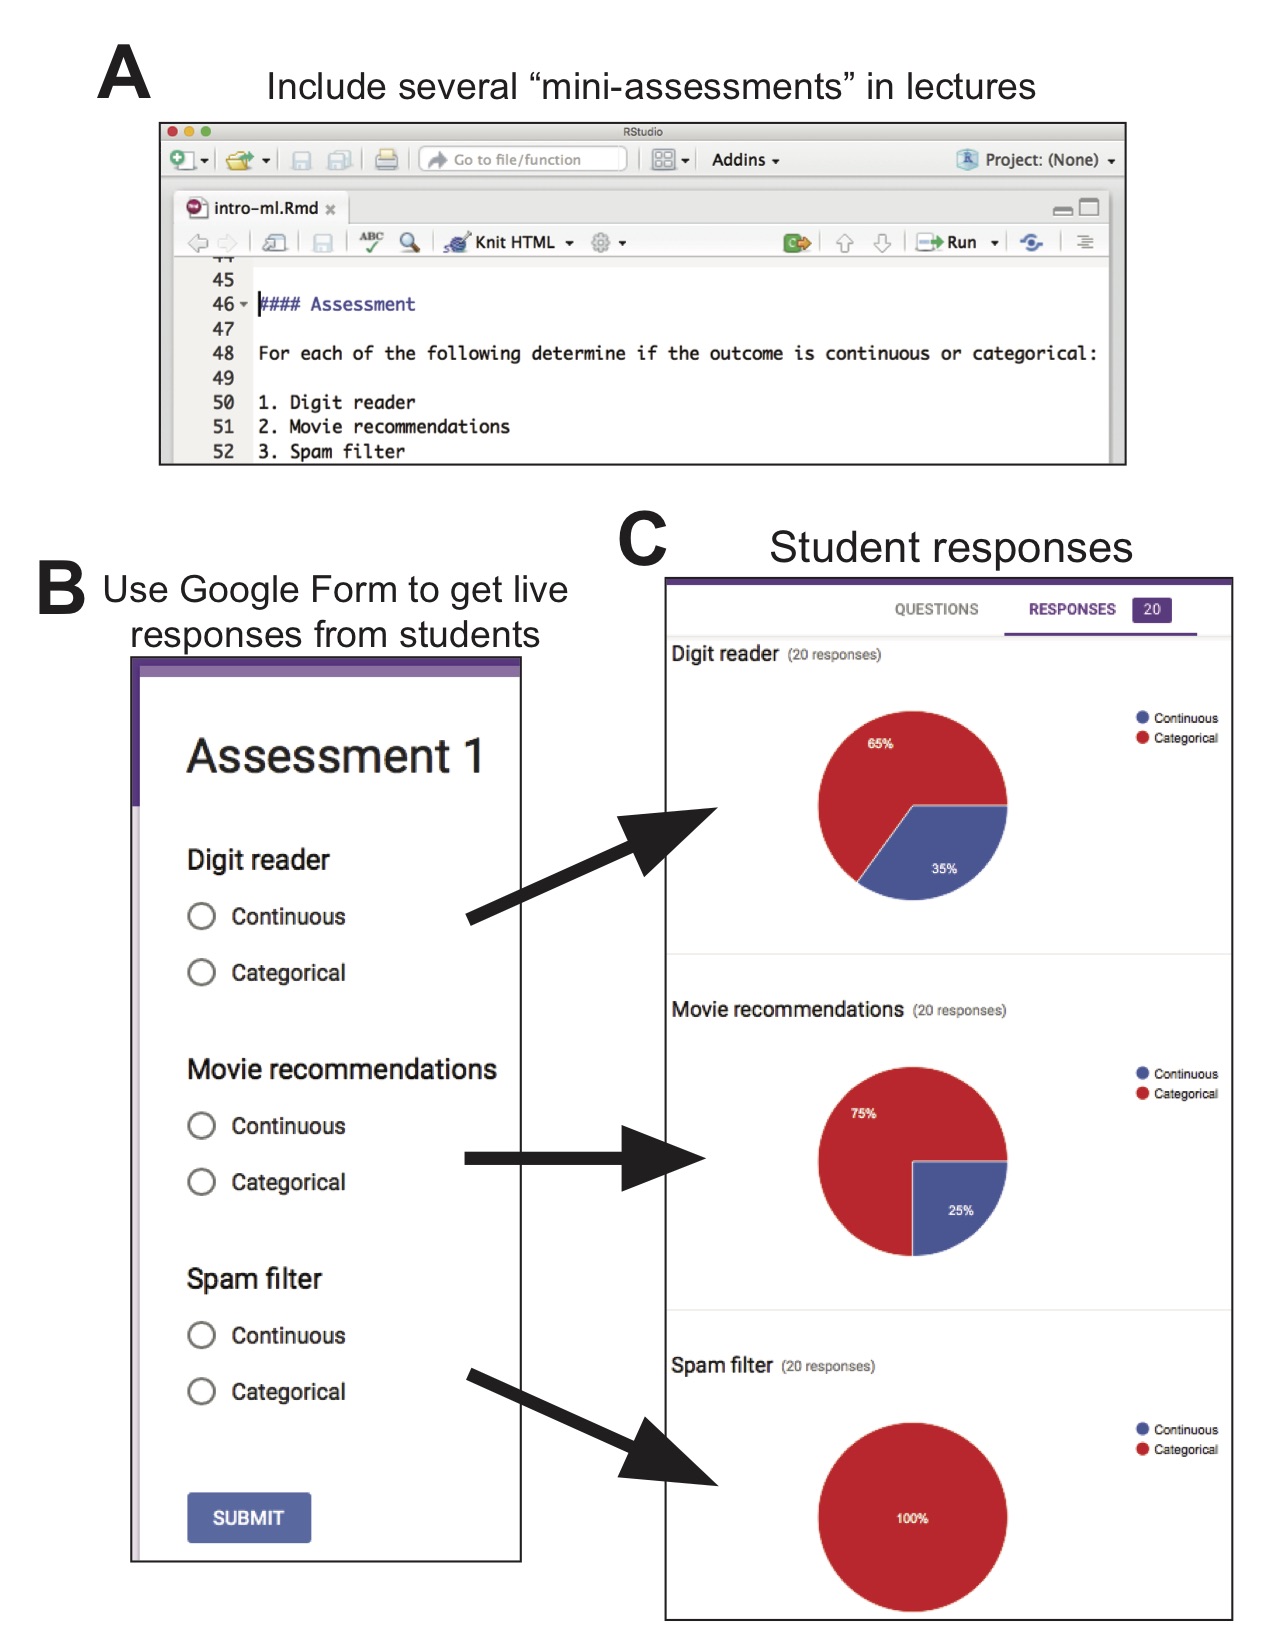 A
Include several “mini-assessments” in lectures
RStudio
Go to file/function
Addins
Project: (None)
intro-ml.Rmd
ABC
Knit HTML
Run
44
45
46 #### Assessment
47
48 For each of the following determine if the outcome is continuous or categorical:
49
50 1. Digit reader
51 2. Movie recommendations
52 3. Spam filter
B
Use Google Form to get live
responses from students
Assessment 1
Digit reader
Continuous
Categorical
Movie recommendations
Continuous
Categorical
Spam filter
Continuous
Categorical
SUBMIT
C
Student responses
QUESTIONS
RESPONSES 20
Digit reader (20 responses)
Continuous
Categorical
65%
35%
Movie recommendations (20 responses)
Continuous
Categorical
75%
25%
Spam filter (20 responses)
Continuous
Categorical
100%